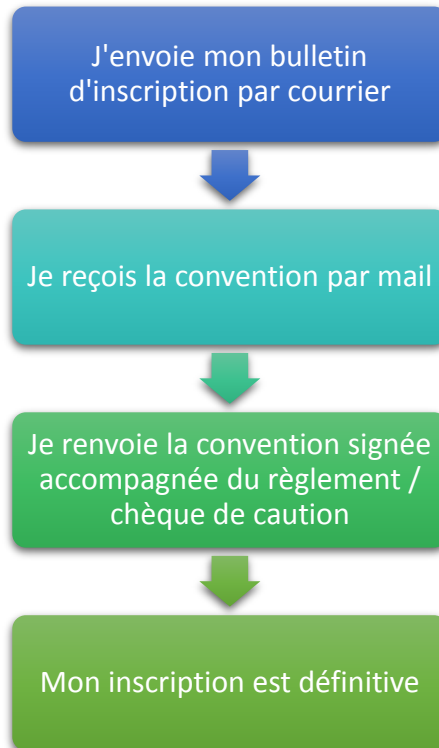 J'envoie mon bulletin
d'inscription par courrier
Je reçois la convention par mail
Je renvoie la convention signée
accompagnée du règlement /
chèque de caution
Mon inscription est définitive